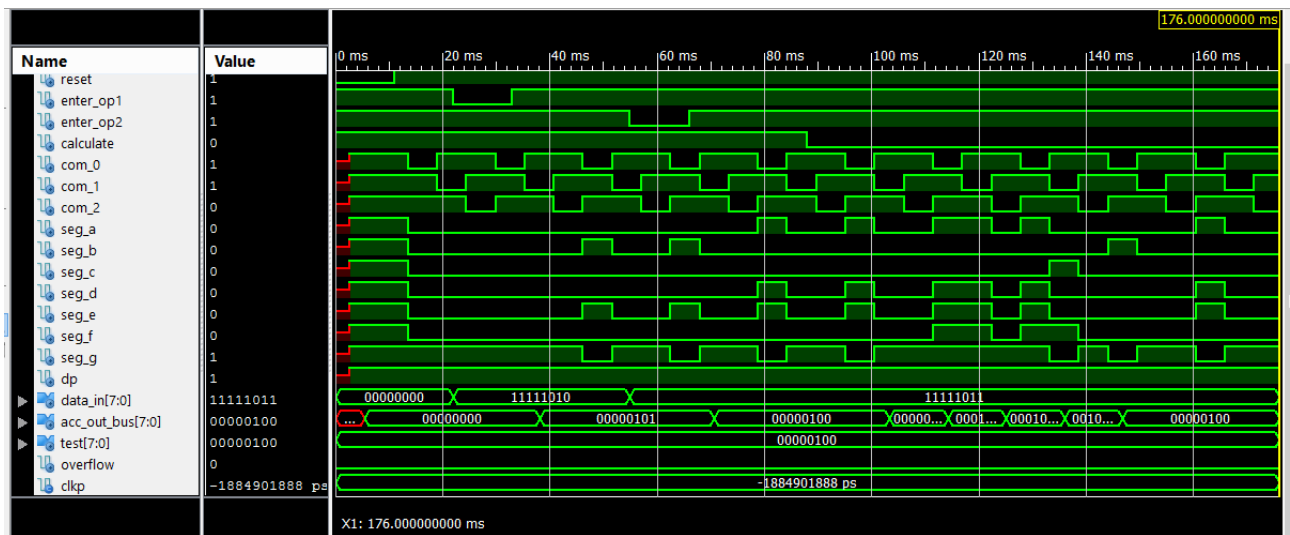 176.000000000 ms
Name Value 0 ms 20 ms 40 ms 60 ms 80 ms 100 ms 120 ms 140 ms 160 ms
reset 1
enter_op1 1
enter_op2 1
calculate 0
com_0 1
com_1 1
com_2 0
seg_a 0
seg_b 0
seg_c 0
seg_d 0
seg_e 0
seg_f 0
seg_g 1
dp 1
data_in[7:0] 11111011 00000000 11111010 11111011
acc_out_bus[7:0] 00000100 ... 00000000 00000101 00000100 00000... 0001... 00010... 0010... 00000100
test[7:0] 00000100 00000100
overflow 0
clkp -1884901888 ps -1884901888 ps
X1: 176.000000000 ms